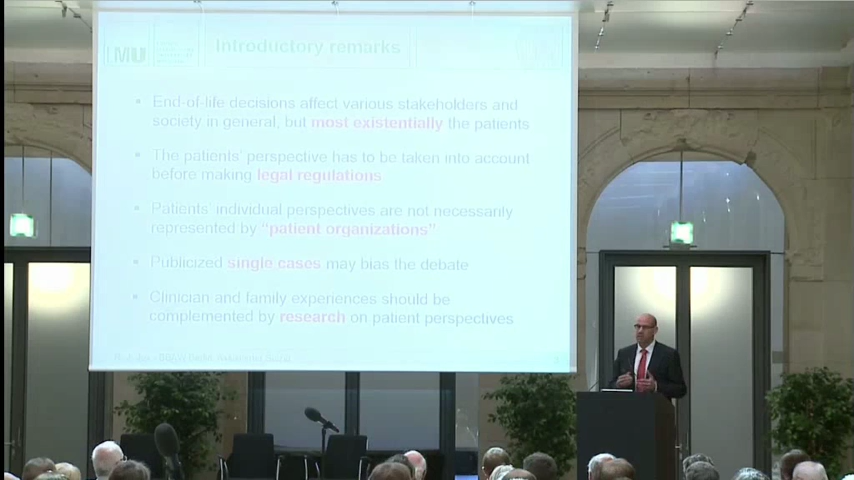 LMU
Introductory remarks
End-of-life decisions affect various stakeholders and
society in general, but most existentially the patients
The patients' perspective has to be taken into account
before making legal regulations
Patients' individual perspectives are not necessarily
represented by "patient organizations"
Publicized single cases may bias the debate
Clinician and family experiences should be
complemented by research on patient perspectives